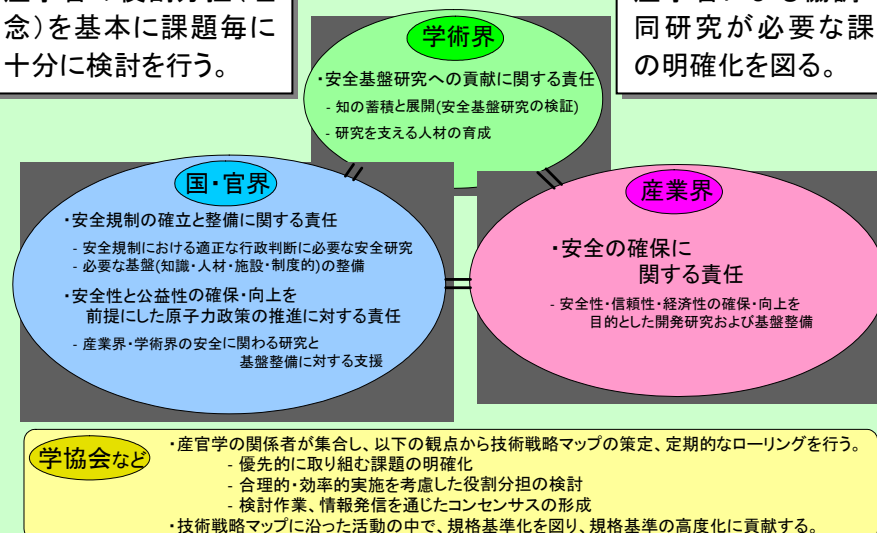 念)を基本に課題毎に
十分に検討を行う。
同研究が必要な課
の明確化を図る。
学術界
・安全基盤研究への貢献に関する責任
- 知の蓄積と展開(安全基盤研究の検証)
- 研究を支える人材の育成
国・官界
・安全規制の確立と整備に関する責任
- 安全規制における適正な行政判断に必要な安全研究
- 必要な基盤(知識・人材・施設・制度的)の整備
・安全性と公益性の確保・向上を
前提にした原子力政策の推進に対する責任
- 産業界・学術界の安全に関わる研究と
基盤整備に対する支援
産業界
・安全の確保に
関する責任
- 安全性・信頼性・経済性の確保・向上を
目的とした開発研究および基盤整備
学協会など
・産官学の関係者が集合し、以下の観点から技術戦略マップの策定、定期的なローリングを行う。
- 優先的に取り組む課題の明確化
- 合理的・効率的実施を考慮した役割分担の検討
- 検討作業、情報発信を通じたコンセンサスの形成
・技術戦略マップに沿った活動の中で、規格基準化を図り、規格基準の高度化に貢献する。